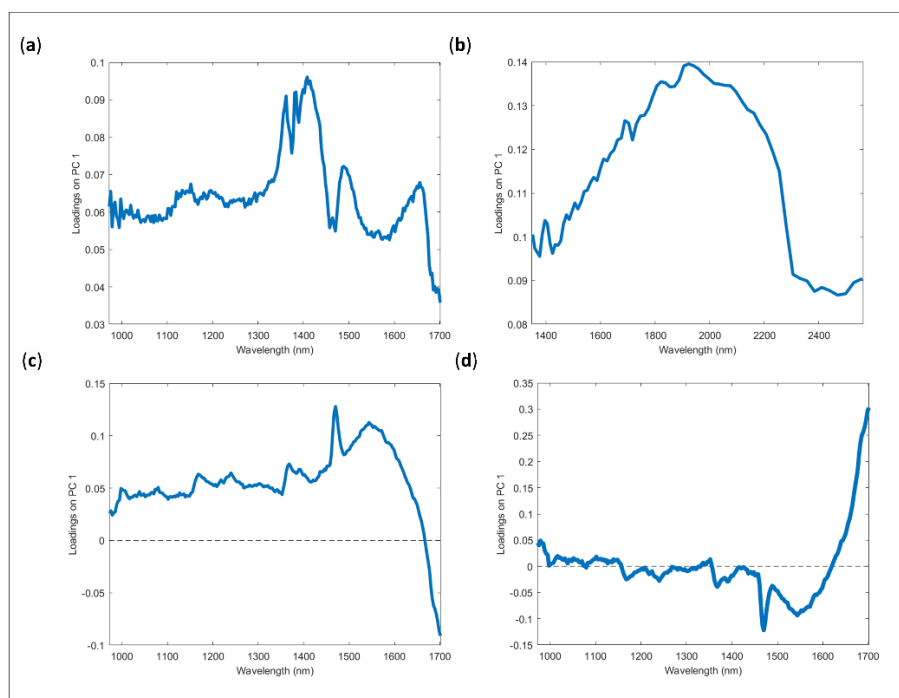 (a)
0.1
0.09
0.08
0.07
0.06
0.05
0.04
0.03
Loadings on PC 1
1000 1100 1200 1300 1400 1500 1600 1700
Wavelength (nm)
(b)
0.14
0.13
0.12
0.11
0.1
0.09
0.08
Loadings on PC 1
1400 1600 1800 2000 2200 2400
Wavelength (nm)
(c)
0.15
0.1
0.05
0
-0.05
-0.1
Loadings on PC 1
1000 1100 1200 1300 1400 1500 1600 1700
Wavelength (nm)
(d)
0.35
0.3
0.25
0.2
0.15
0.1
0.05
0
-0.05
-0.1
-0.15
Loadings on PC 1
1000 1100 1200 1300 1400 1500 1600 1700
Wavelength (nm)